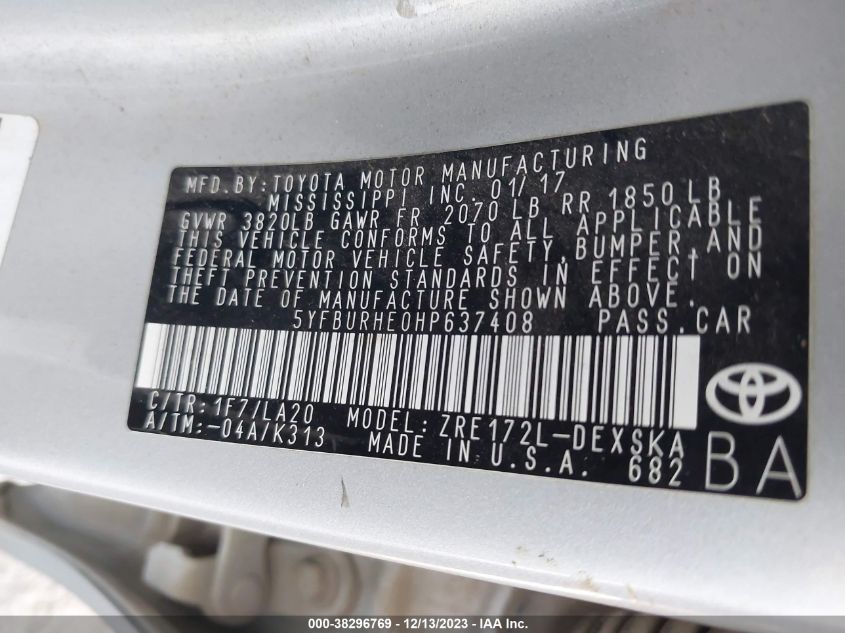 MFD. BY: TOYOTA MOTOR MANUFACTURING
MISSISSIPPI INC. 01/17
GVWR 3820LB GAWR FR 2070 LB RR 1850 LB
THIS VEHICLE CONFORMS TO ALL APPLICABLE
FEDERAL MOTOR VEHICLE SAFETY, BUMPER, AND
THEFT PREVENTION STANDARDS IN EFFECT ON
THE DATE OF MANUFACTURE SHOWN ABOVE.
5YFBURHE0HP637408 PASS. CAR
C/TR: 1F7/LA20 MODEL: ZRE172L-DEXSKA
A/TM: -04A/K313 MADE IN U.S.A. 682
BA
000-38296769 - 12/13/2023 - IAA Inc.